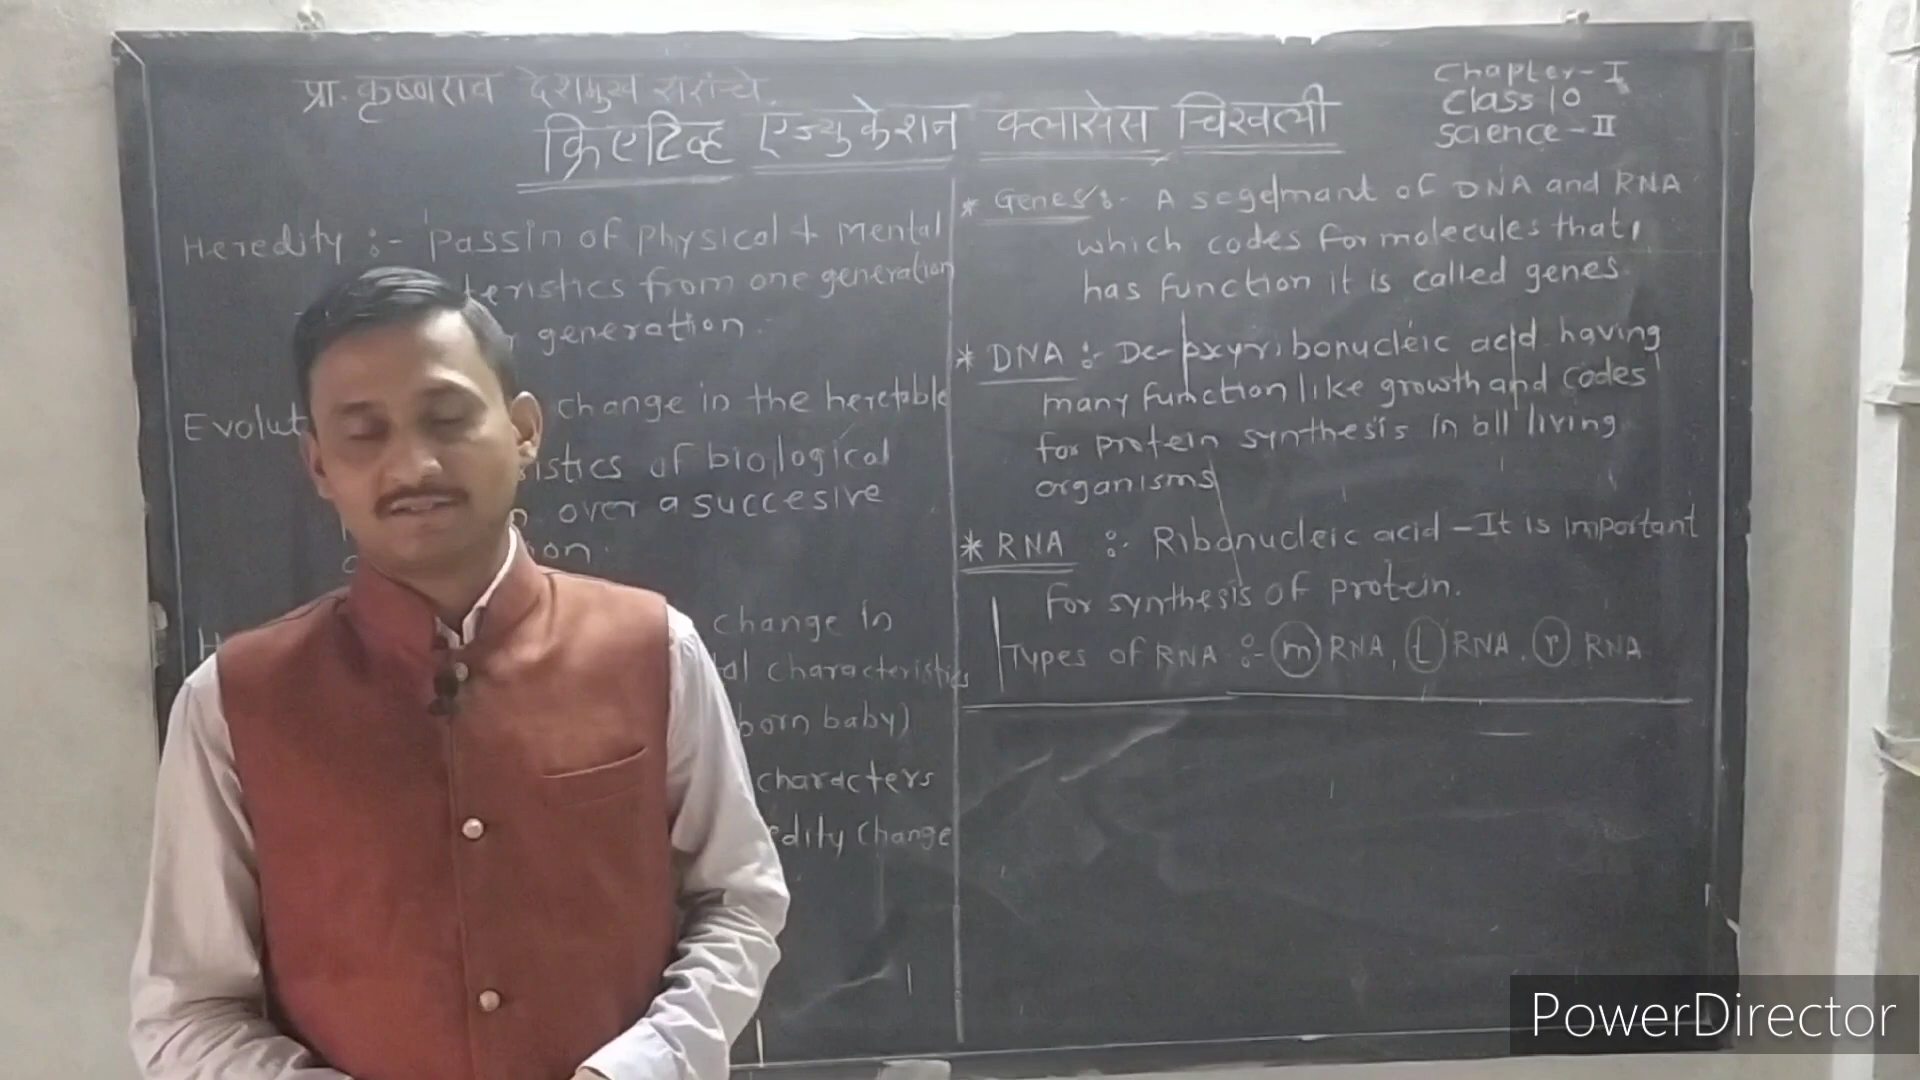 प्रा. कृष्णराव देशमुख सरांचे.
क्रिएटिव्ह एज्युकेशन क्लासेस चिखली
Chapter-I
Class 10
Science-II
Heredity :- Passin of Physical + Mental
teristics from one generation
generation.
Evolut change in the heretable
istics of biological
over a succesive
on.
change in
al characteristics
born baby)
characters
edity change
* Genes :- A segelmant of DNA and RNA
which codes for molecules that
has function it is called genes
* DNA :- De-oxyribonucleic acid having
many function like growth and codes
for protein synthesis in all living
organisms
* RNA :- Ribonucleic acid - It is important
for synthesis of protein.
Types of RNA :- m RNA, t RNA. r RNA
PowerDirector